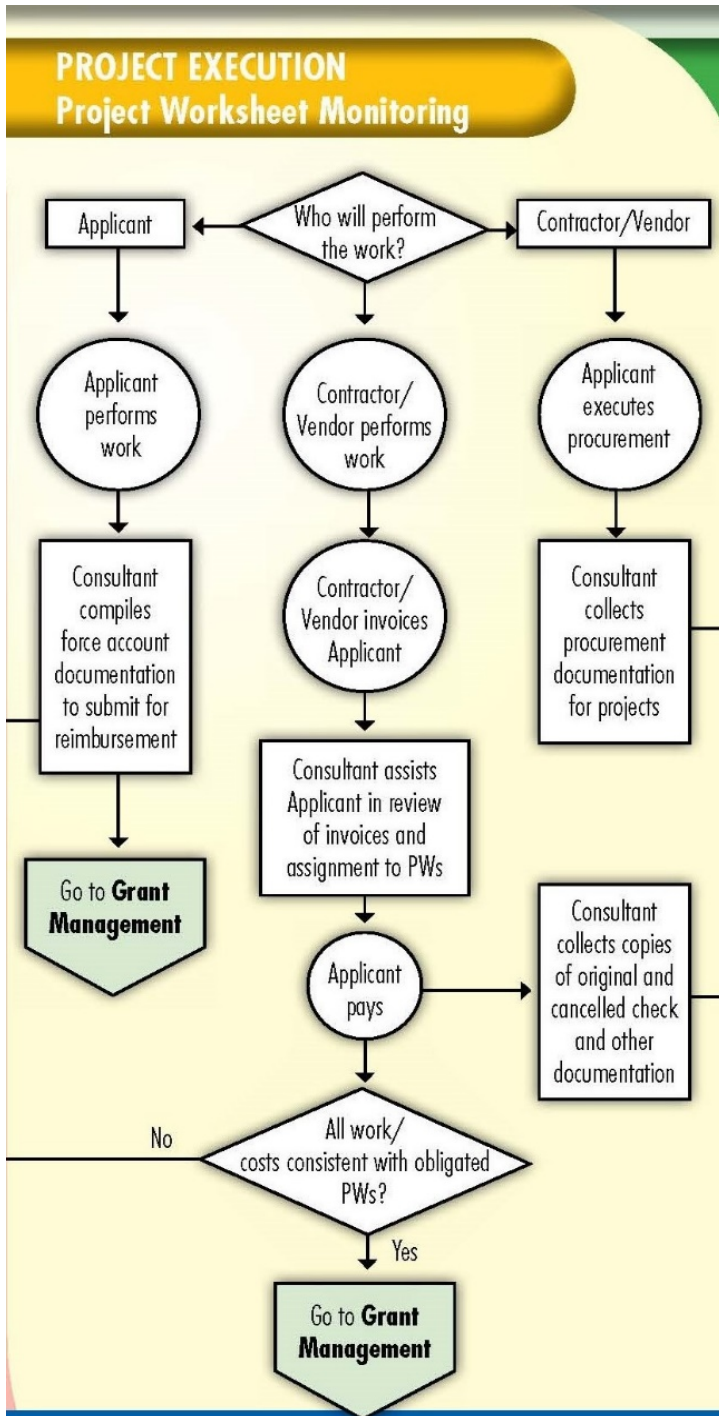 PROJECT EXECUTION
Project Worksheet Monitoring
Who will perform
the work?
Applicant
Contractor/Vendor
Applicant
performs
work
Contractor/
Vendor performs
work
Applicant
executes
procurement
Consultant
compiles
force account
documentation
to submit for
reimbursement
Contractor/
Vendor invoices
Applicant
Consultant
collects
procurement
documentation
for projects
Consultant assists
Applicant in review
of invoices and
assignment to PWs
Go to Grant
Management
Applicant
pays
Consultant
collects copies
of original and
cancelled check
and other
documentation
No
All work/
costs consistent with obligated
PWs?
Yes
Go to Grant
Management